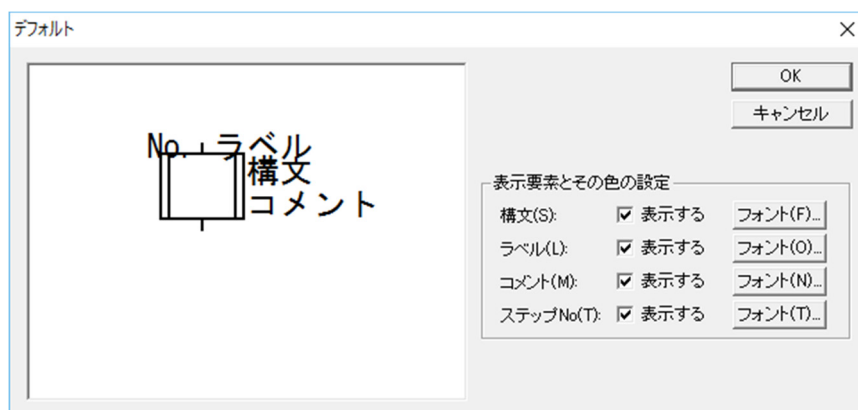 デフォルト
OK
キャンセル
No. ラベル
構文
コメント
表示要素とその色の設定
構文(S): 表示する フォント(F)...
ラベル(L): 表示する フォント(O)...
コメント(M): 表示する フォント(N)...
ステップNo(T): 表示する フォント(T)...